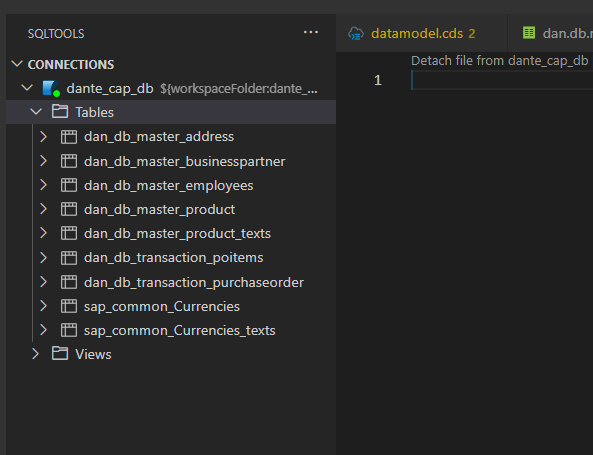 SQLTOOLS ···
CONNECTIONS
dante_cap_db ${workspaceFolder:dante_...
Tables
dan_db_master_address
dan_db_master_businesspartner
dan_db_master_employees
dan_db_master_product
dan_db_master_product_texts
dan_db_transaction_poitems
dan_db_transaction_purchaseorder
sap_common_Currencies
sap_common_Currencies_texts
Views
datamodel.cds 2 dan.db.
Detach file from dante_cap_db
1